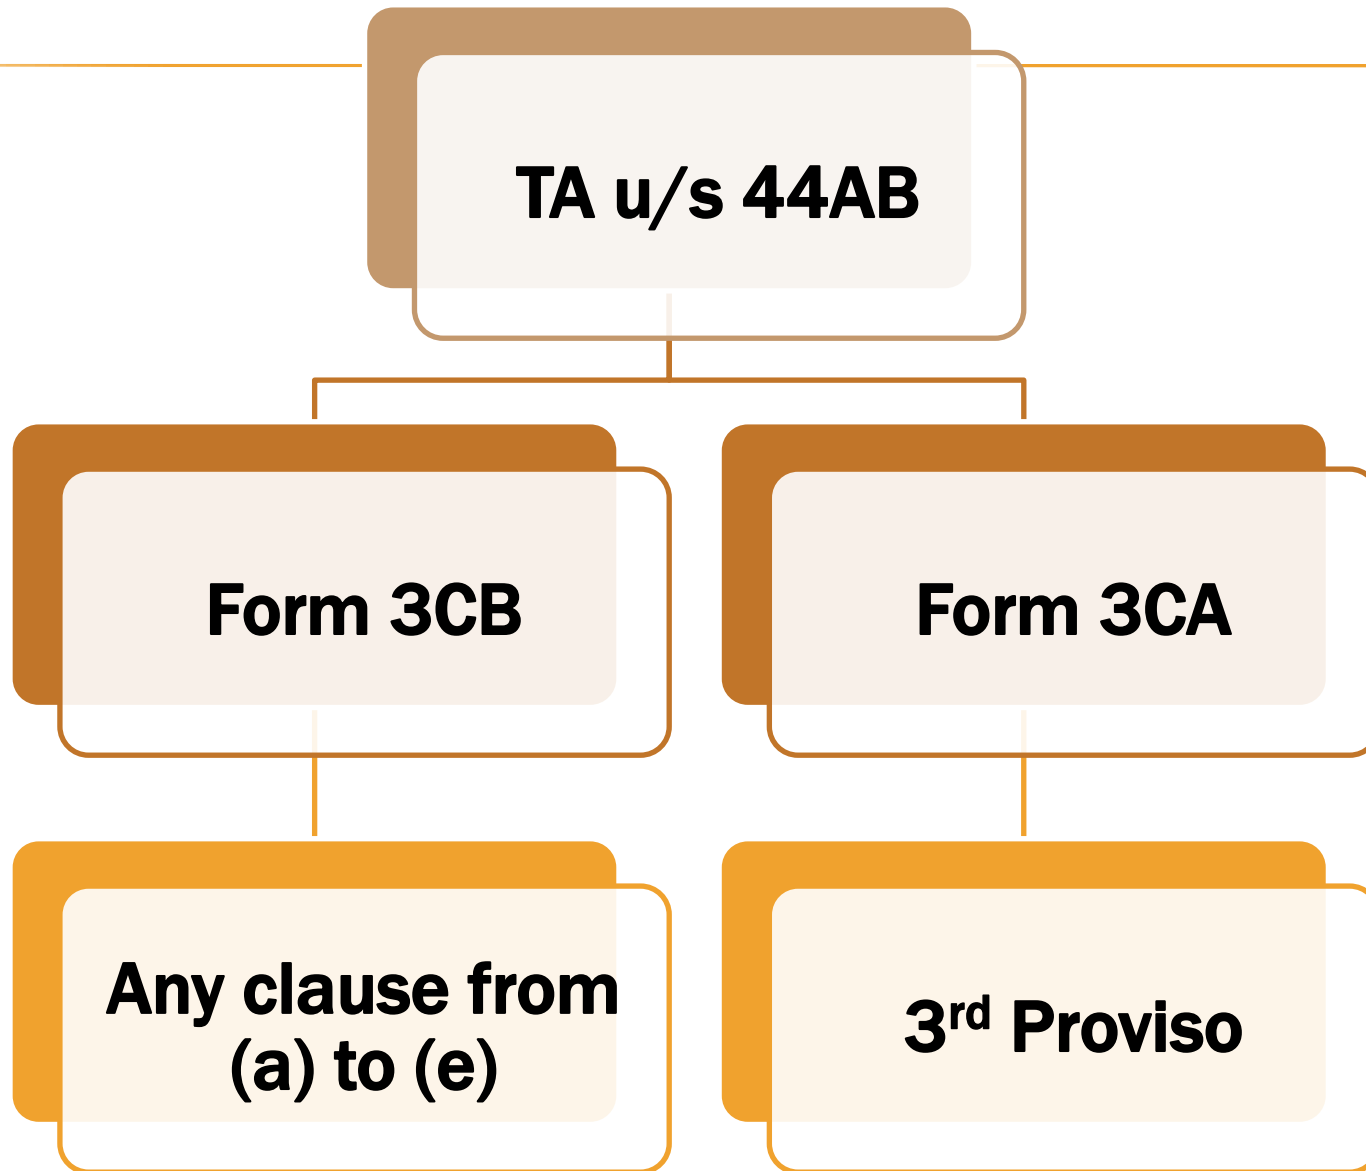 TA u/s 44AB
Form 3CB
Form 3CA
Any clause from
(a) to (e)
3rd Proviso